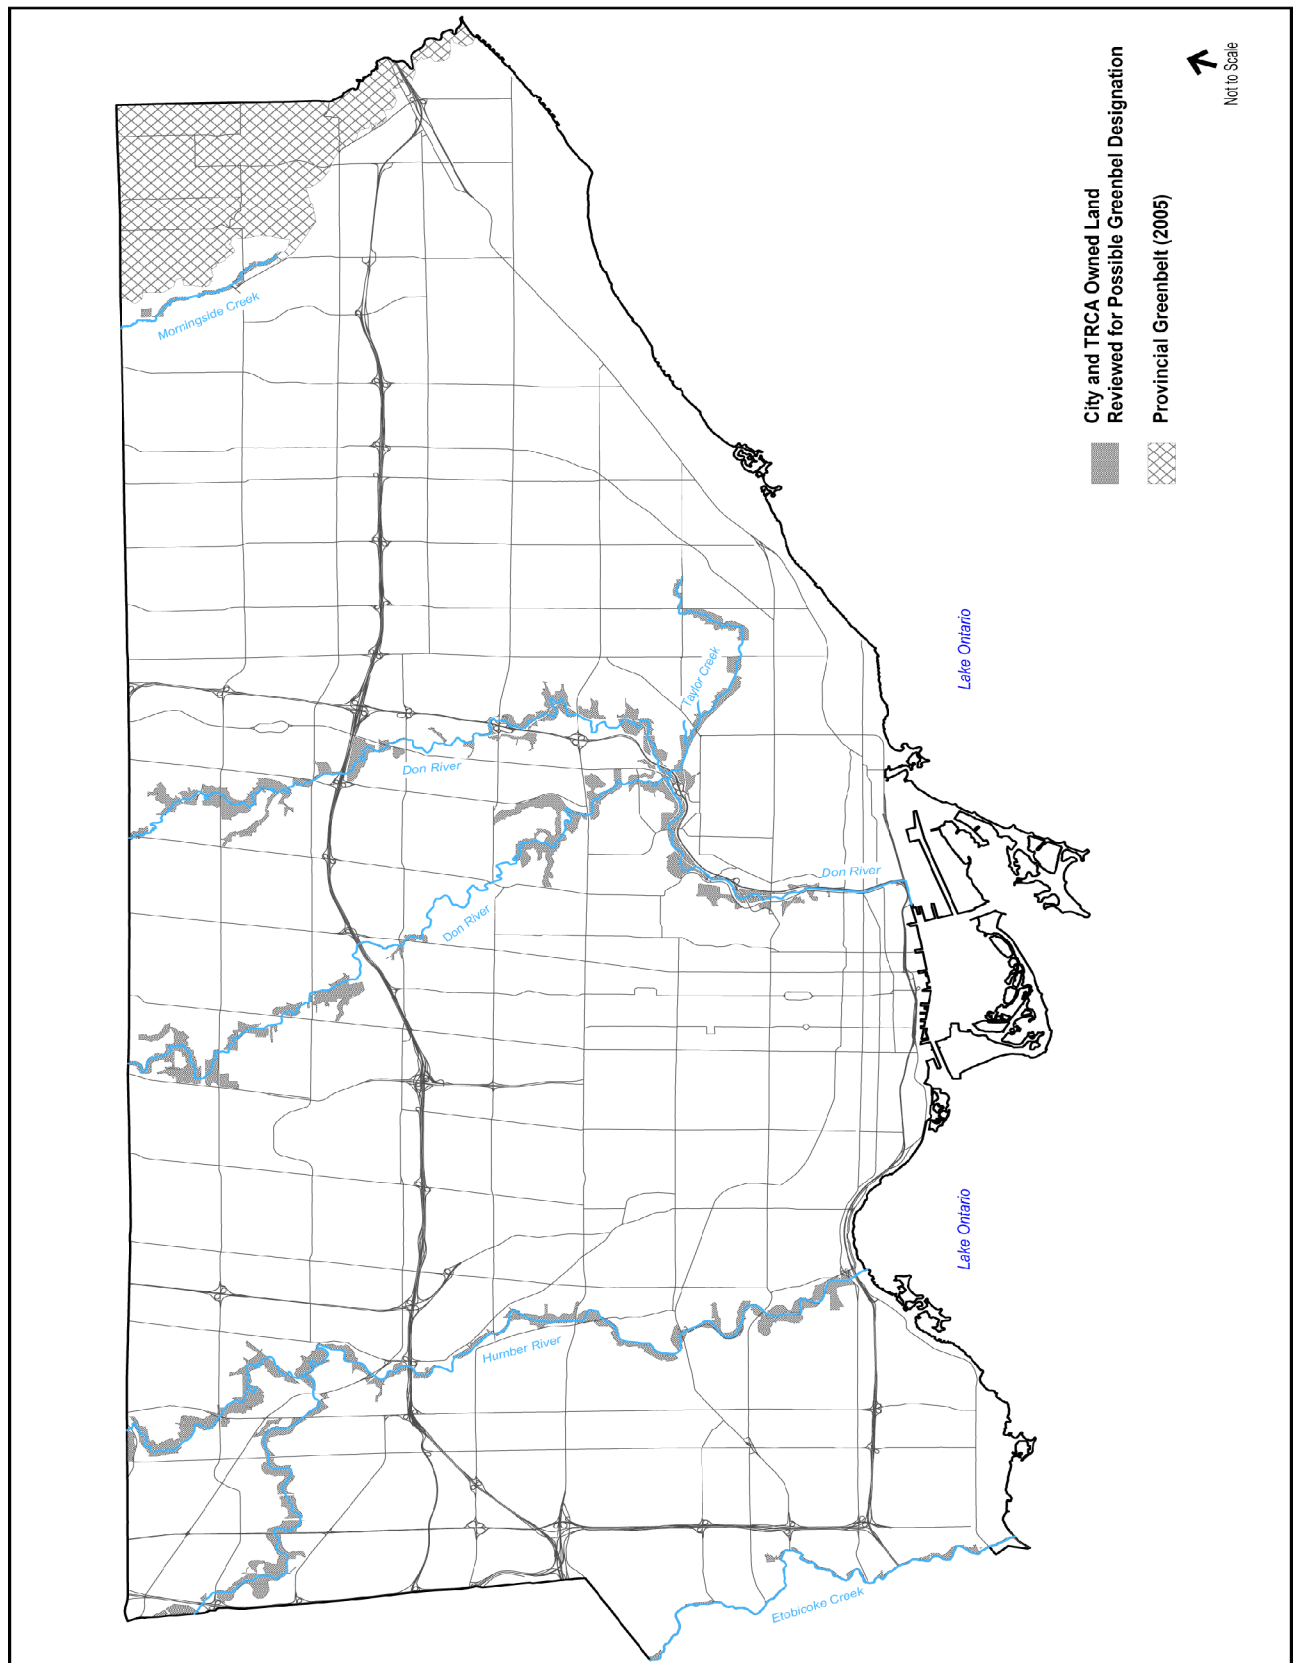 Not to Scale
City and TRCA Owned Land
Reviewed for Possible Greenbel Designation
Provincial Greenbelt (2005)
Morningside Creek
Taylor Creek
Lake Ontario
Don River
Don River
Don River
Lake Ontario
Humber River
Etobicoke Creek